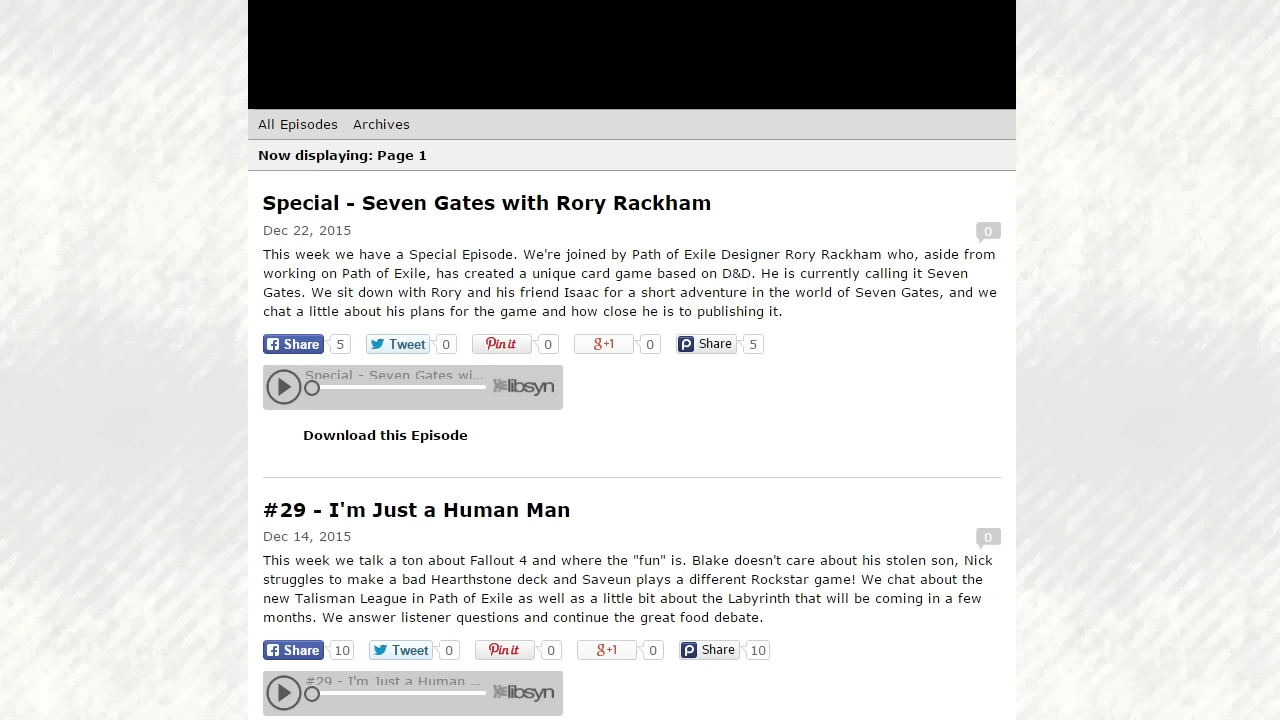 All Episodes Archives
Now displaying: Page 1
Special - Seven Gates with Rory Rackham
Dec 22, 2015
0
This week we have a Special Episode. We're joined by Path of Exile Designer Rory Rackham who, aside from
working on Path of Exile, has created a unique card game based on D&D. He is currently calling it Seven
Gates. We sit down with Rory and his friend Isaac for a short adventure in the world of Seven Gates, and we
chat a little about his plans for the game and how close he is to publishing it.
Share 5 Tweet 0 Pin it 0 g+1 0 Share 5
Special - Seven Gates wi...
libsyn
Download this Episode
#29 - I'm Just a Human Man
Dec 14, 2015
0
This week we talk a ton about Fallout 4 and where the "fun" is. Blake doesn't care about his stolen son, Nick
struggles to make a bad Hearthstone deck and Saveun plays a different Rockstar game! We chat about the
new Talisman League in Path of Exile as well as a little bit about the Labyrinth that will be coming in a few
months. We answer listener questions and continue the great food debate.
Share 10 Tweet 0 Pin it 0 g+1 0 Share 10
#29 - I'm Just a Human ...
libsyn